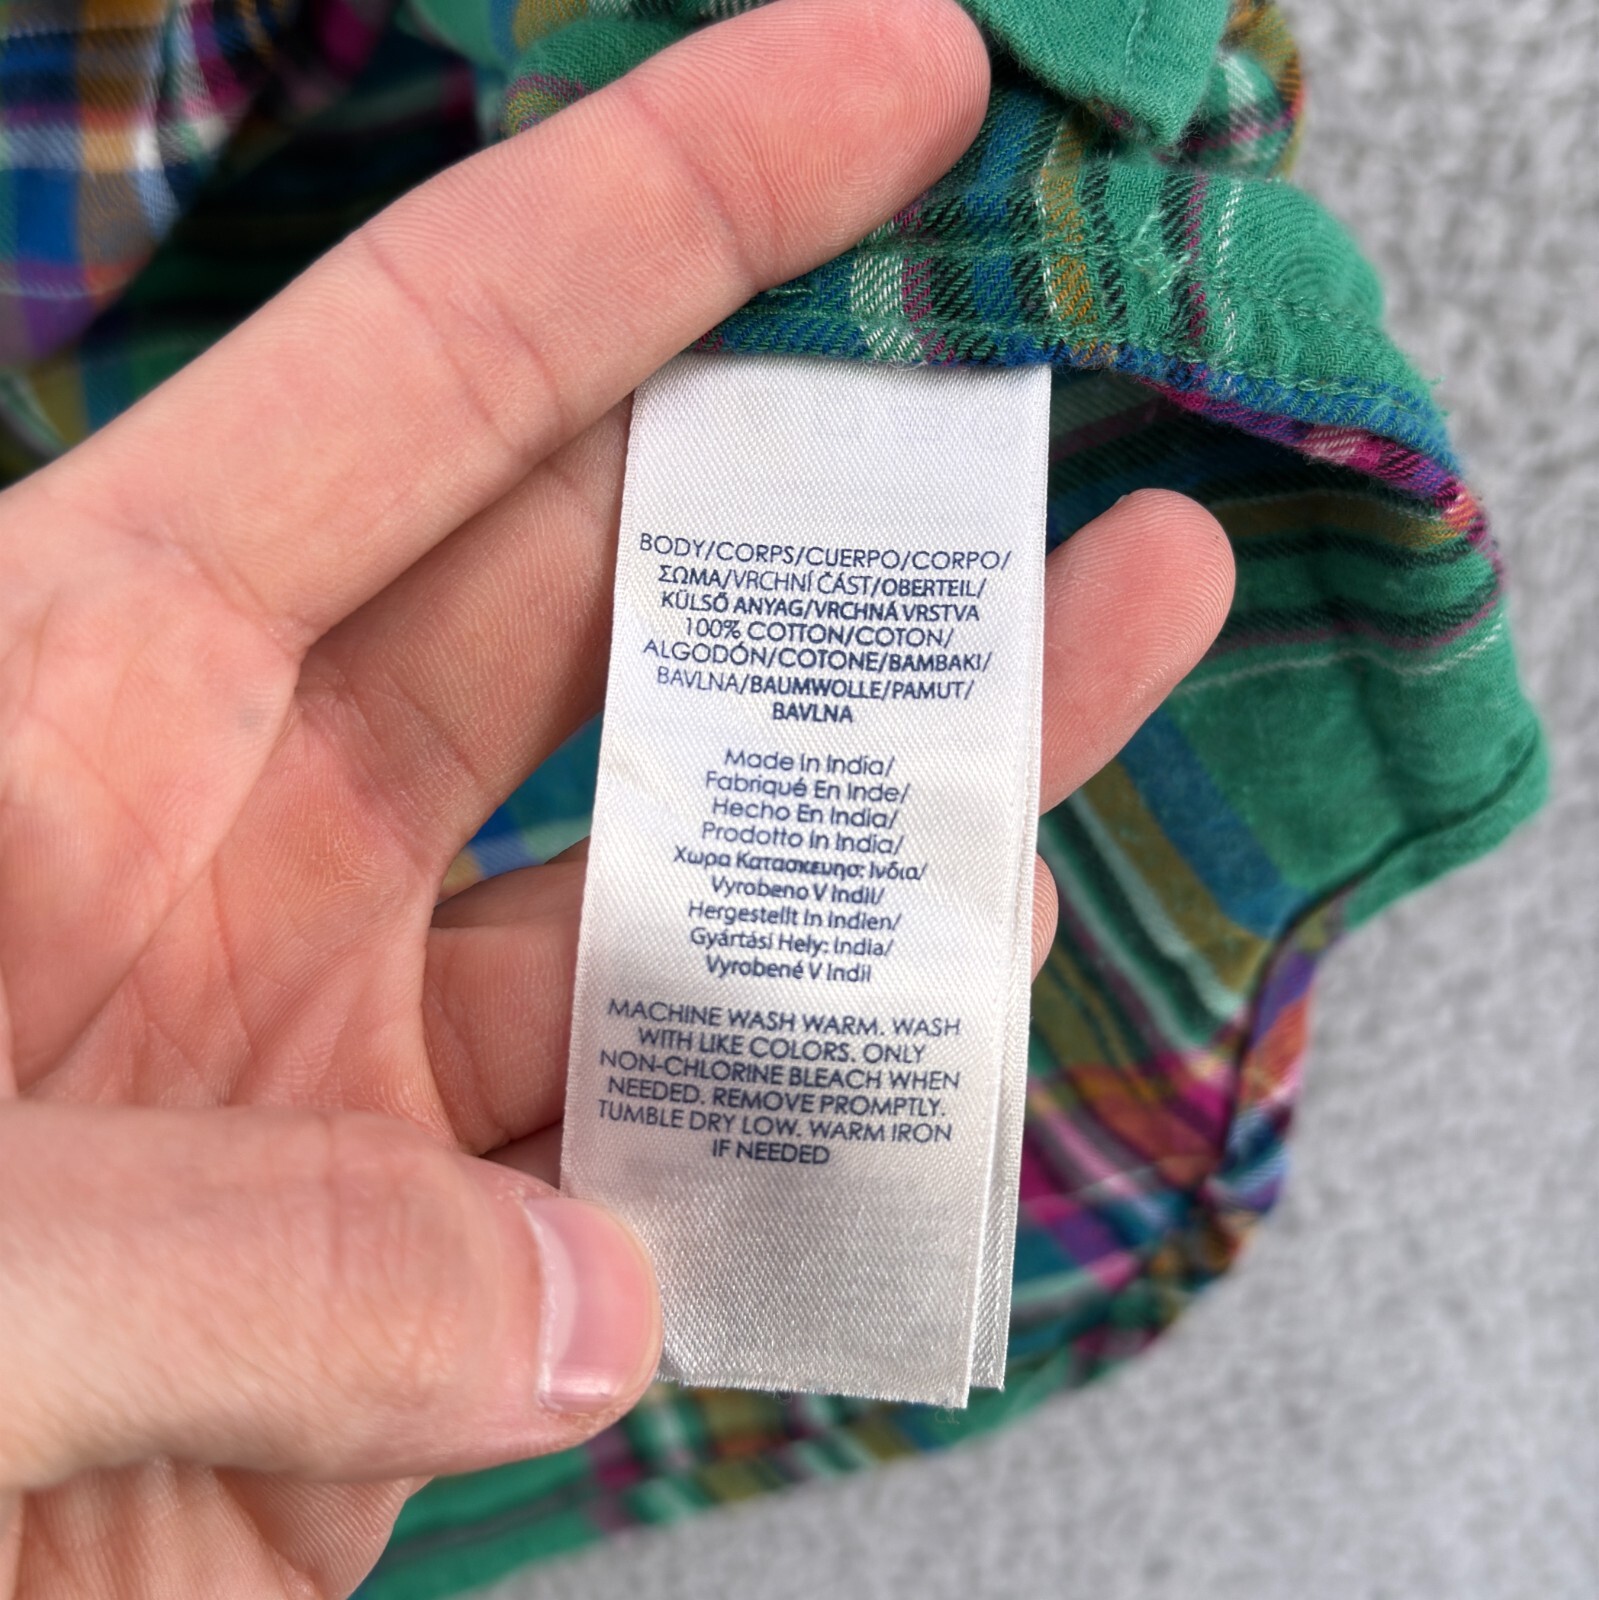 BODY/CORPS/CUERPO/CORPO/
ΣΩΜΑ/VRCHNÍ ČÁST/OBERTEIL/
KÜLSŐ ANYAG/VRCHNÁ VRSTVA
100% COTTON/COTON/
ALGODÓN/COTONE/BAMBAKI/
BAVLNA/BAUMWOLLE/PAMUT/
BAVLNA
Made In India/
Fabriqué En Inde/
Hecho En India/
Prodotto In India/
Χωρα Κατασκευησ: Ινδια/
Vyrobeno V Indii/
Hergestellt In Indien/
Gyártási Hely: India/
Vyrobené V Indii
MACHINE WASH WARM. WASH
WITH LIKE COLORS. ONLY
NON-CHLORINE BLEACH WHEN
NEEDED. REMOVE PROMPTLY.
TUMBLE DRY LOW. WARM IRON
IF NEEDED